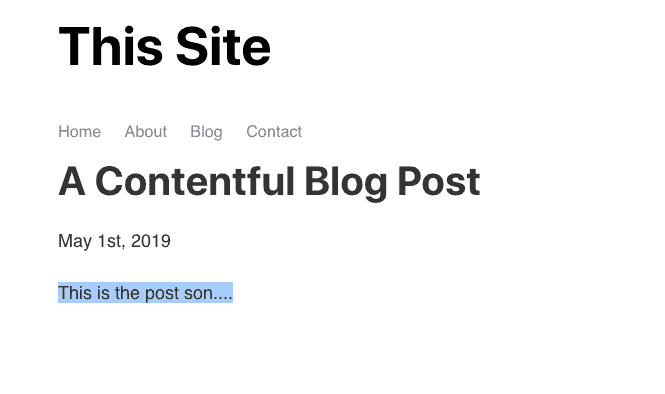 This Site
Home About Blog Contact
A Contentful Blog Post
May 1st, 2019
This is the post son....